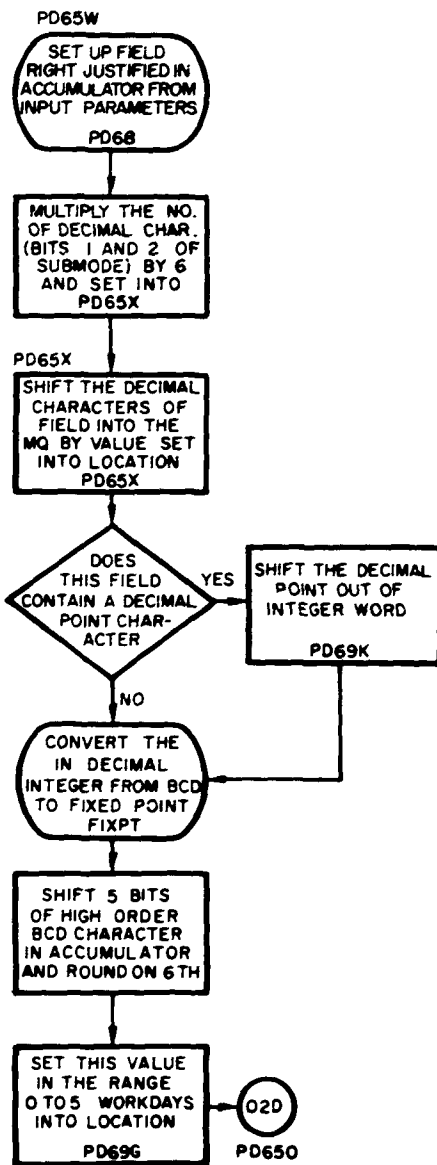 PD65W
SET UP FIELD
RIGHT JUSTIFIED IN
ACCUMULATOR FROM
INPUT PARAMETERS
PD68
MULTIPLY THE NO.
OF DECIMAL CHAR.
(BITS 1 AND 2 OF
SUBMODE) BY 6
AND SET INTO
PD65X
PD65X
SHIFT THE DECIMAL
CHARACTERS OF
FIELD INTO THE
MQ BY VALUE SET
INTO LOCATION
PD65X
DOES
THIS FIELD
CONTAIN A DECIMAL
POINT CHAR-
ACTER
YES
SHIFT THE DECIMAL
POINT OUT OF
INTEGER WORD
PD69K
NO
CONVERT THE
IN DECIMAL
INTEGER FROM BCD
TO FIXED POINT
FIXPT
SHIFT 5 BITS
OF HIGH ORDER
BCD CHARACTER
IN ACCUMULATOR
AND ROUND ON 6TH
SET THIS VALUE
IN THE RANGE
0 TO 5 WORKDAYS
INTO LOCATION
PD69G
02D
PD650